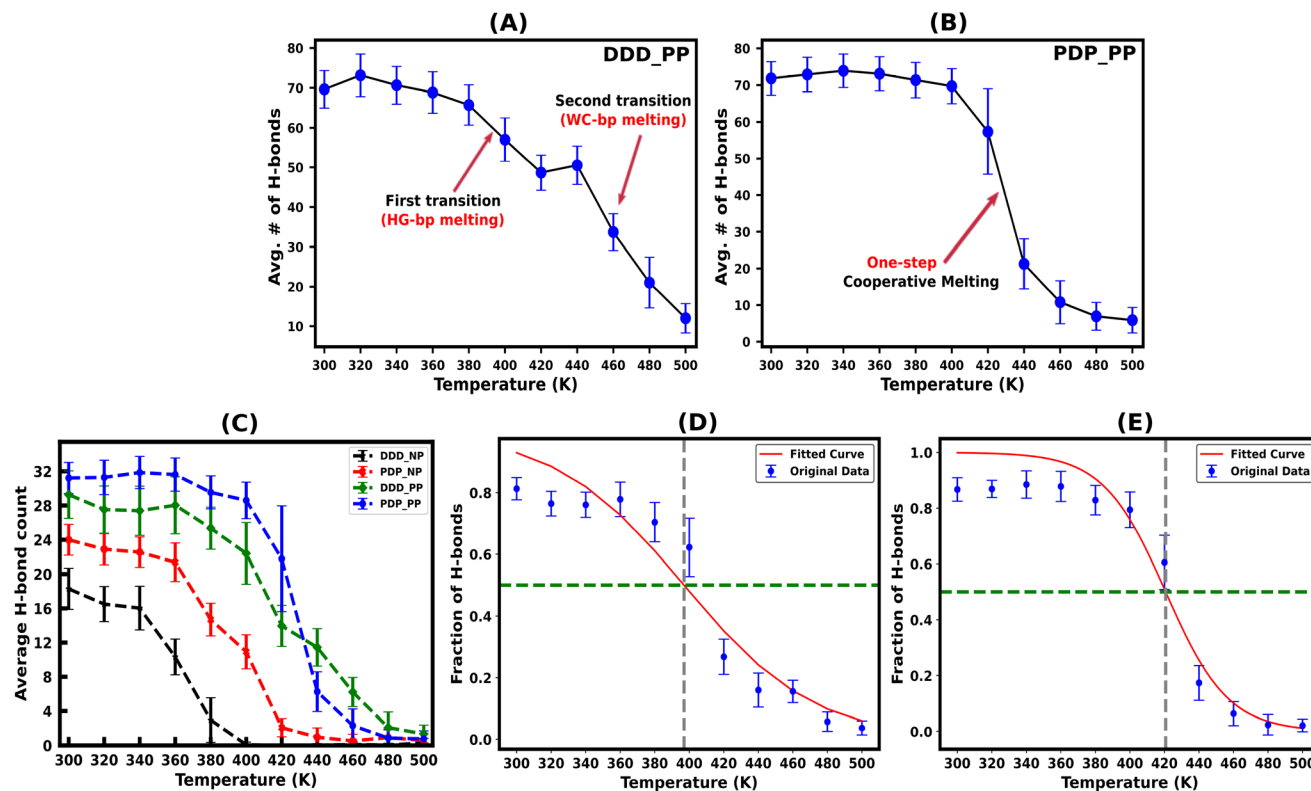 (A)
DDD_PP
Avg. # of H-bonds
80
70
60
50
40
30
20
10
Second transition
(WC-bp melting)
First transition
(HG-bp melting)
300 320 340 360 380 400 420 440 460 480 500
Temperature (K)
(B)
PDP_PP
Avg. # of H-bonds
80
70
60
50
40
30
20
10
0
One-step
Cooperative Melting
300 320 340 360 380 400 420 440 460 480 500
Temperature (K)
(C)
Average H-bond count
32
28
24
20
16
12
8
4
0
DDD_NP
PDP_NP
DDD_PP
PDP_PP
300 320 340 360 380 400 420 440 460 480 500
Temperature (K)
(D)
Fraction of H-bonds
0.8
0.6
0.4
0.2
0.0
Fitted Curve
Original Data
300 320 340 360 380 400 420 440 460 480 500
Temperature (K)
(E)
Fraction of H-bonds
1.0
0.8
0.6
0.4
0.2
0.0
Fitted Curve
Original Data
300 320 340 360 380 400 420 440 460 480 500
Temperature (K)